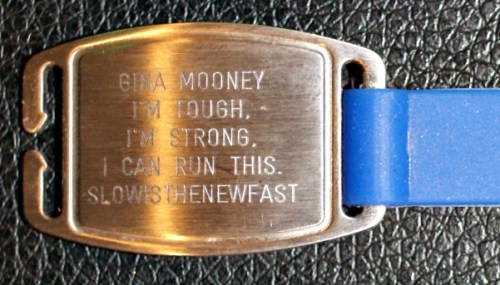 GINA MOONEY
I'M TOUGH.
I'M STRONG.
I CAN RUN THIS.
SLOWISTHENEWFAST